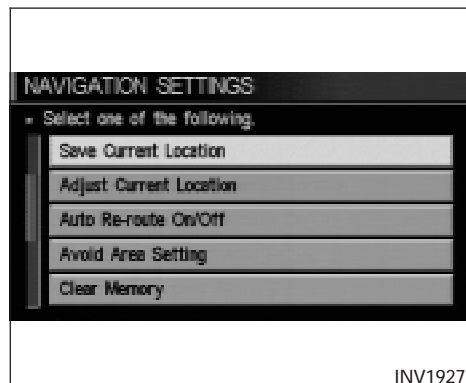 NAVIGATION SETTINGS
Select one of the following.
Save Current Location
Adjust Current Location
Auto Re-route On/Off
Avoid Area Setting
Clear Memory
INV1927